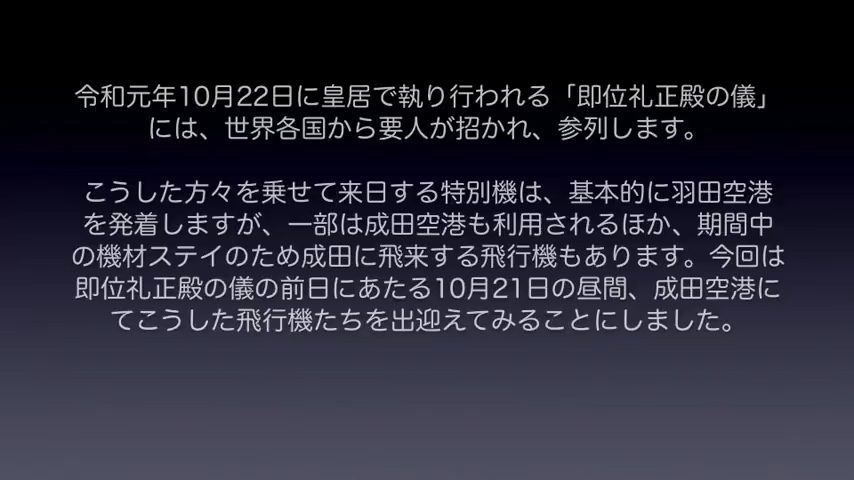 令和元年10月22日に皇居で執り行われる「即位礼正殿の儀」
には、世界各国から要人が招かれ、参列します。
こうした方々を乗せて来日する特別機は、基本的に羽田空港
を発着しますが、一部は成田空港も利用されるほか、期間中
の機材ステイのため成田に飛来する飛行機もあります。今回は
即位礼正殿の儀の前日にあたる10月21日の昼間、成田空港に
てこうした飛行機たちを出迎えてみることにしました。